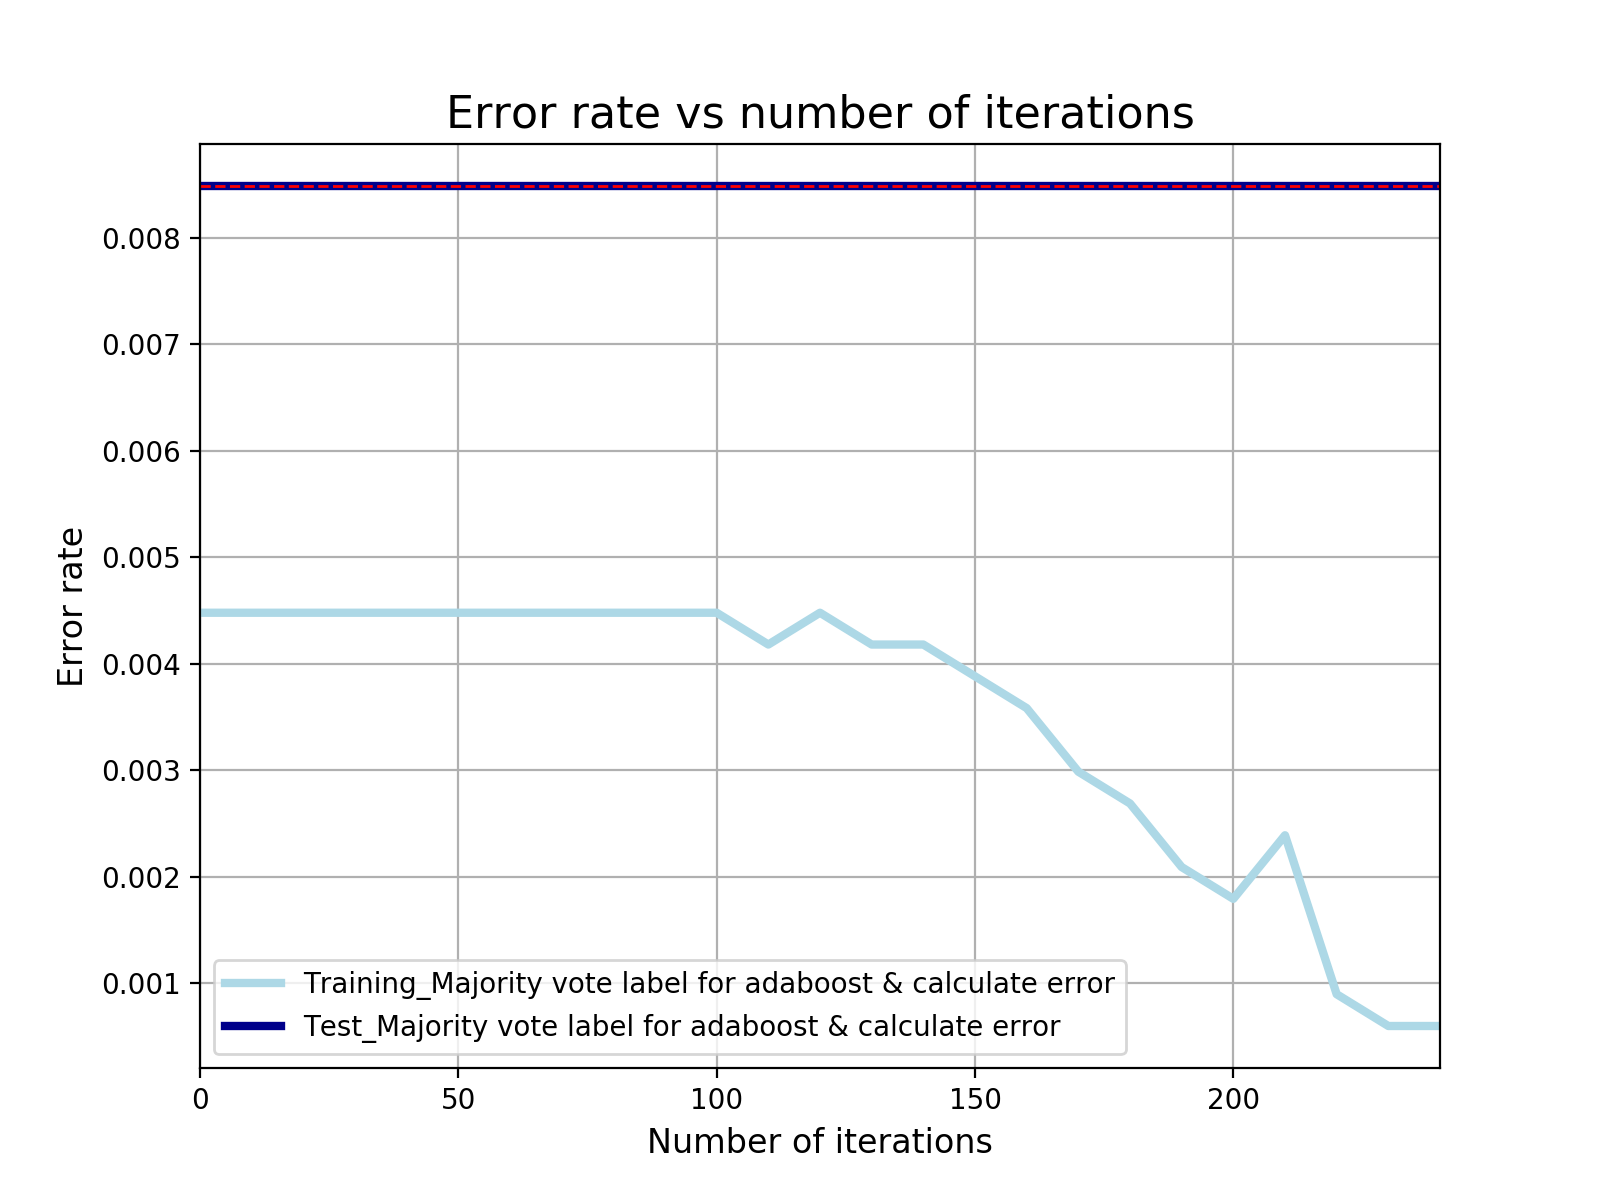 Error rate vs number of iterations
0.008
0.007
0.006
0.005
0.004
0.003
0.002
0.001
Error rate
Training_Majority vote label for adaboost & calculate error
Test_Majority vote label for adaboost & calculate error
0 50 100 150 200
Number of iterations